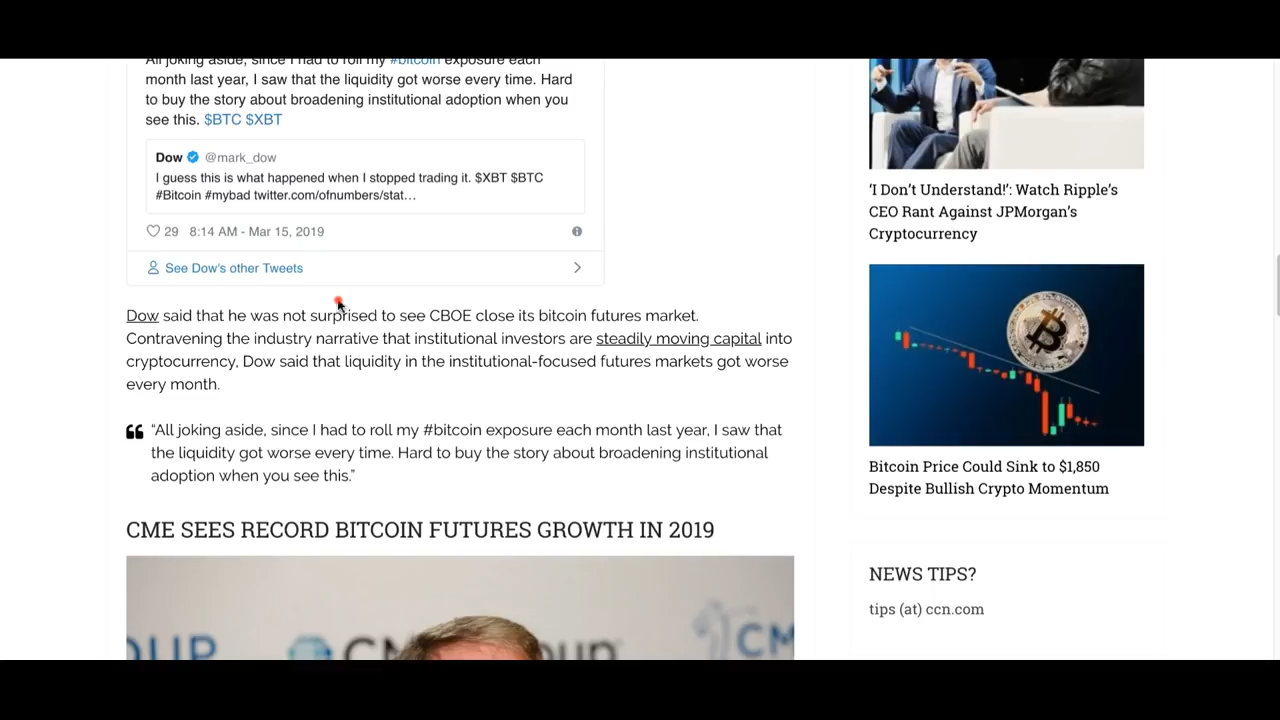 All joking aside, since I had to roll my #bitcoin exposure each
month last year, I saw that the liquidity got worse every time. Hard
to buy the story about broadening institutional adoption when you
see this. $BTC $XBT
Dow @mark_dow
I guess this is what happened when I stopped trading it. $XBT $BTC
#Bitcoin #mybad twitter.com/ofnumbers/stat…
29 8:14 AM - Mar 15, 2019
See Dow's other Tweets
Dow said that he was not surprised to see CBOE close its bitcoin futures market.
Contravening the industry narrative that institutional investors are steadily moving capital into
cryptocurrency, Dow said that liquidity in the institutional-focused futures markets got worse
every month.
“All joking aside, since I had to roll my #bitcoin exposure each month last year, I saw that
the liquidity got worse every time. Hard to buy the story about broadening institutional
adoption when you see this.”
CME SEES RECORD BITCOIN FUTURES GROWTH IN 2019
‘I Don’t Understand!’: Watch Ripple’s
CEO Rant Against JPMorgan’s
Cryptocurrency
Bitcoin Price Could Sink to $1,850
Despite Bullish Crypto Momentum
NEWS TIPS?
tips (at) ccn.com